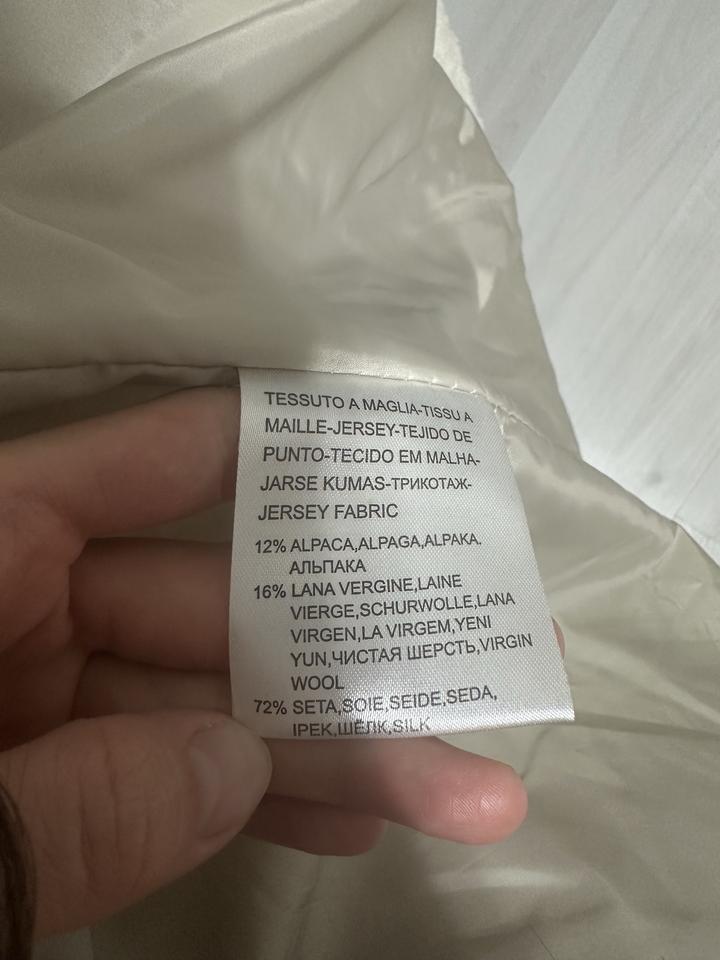 TESSUTO A MAGLIA-TISSU A
MAILLE-JERSEY-TEJIDO DE
PUNTO-TECIDO EM MALHA-
JARSE KUMAS-ТРИКОТАЖ-
JERSEY FABRIC
12% ALPACA,ALPAGA,ALPAKA.
АЛЬПАКА
16% LANA VERGINE,LAINE
VIERGE,SCHURWOLLE,LANA
VIRGEN,LA VIRGEM,YENI
YUN,ЧИСТАЯ ШЕРСТЬ,VIRGIN
WOOL
72% SETA,SOIE,SEIDE,SEDA,
IPEK,ШЁЛК,SILK